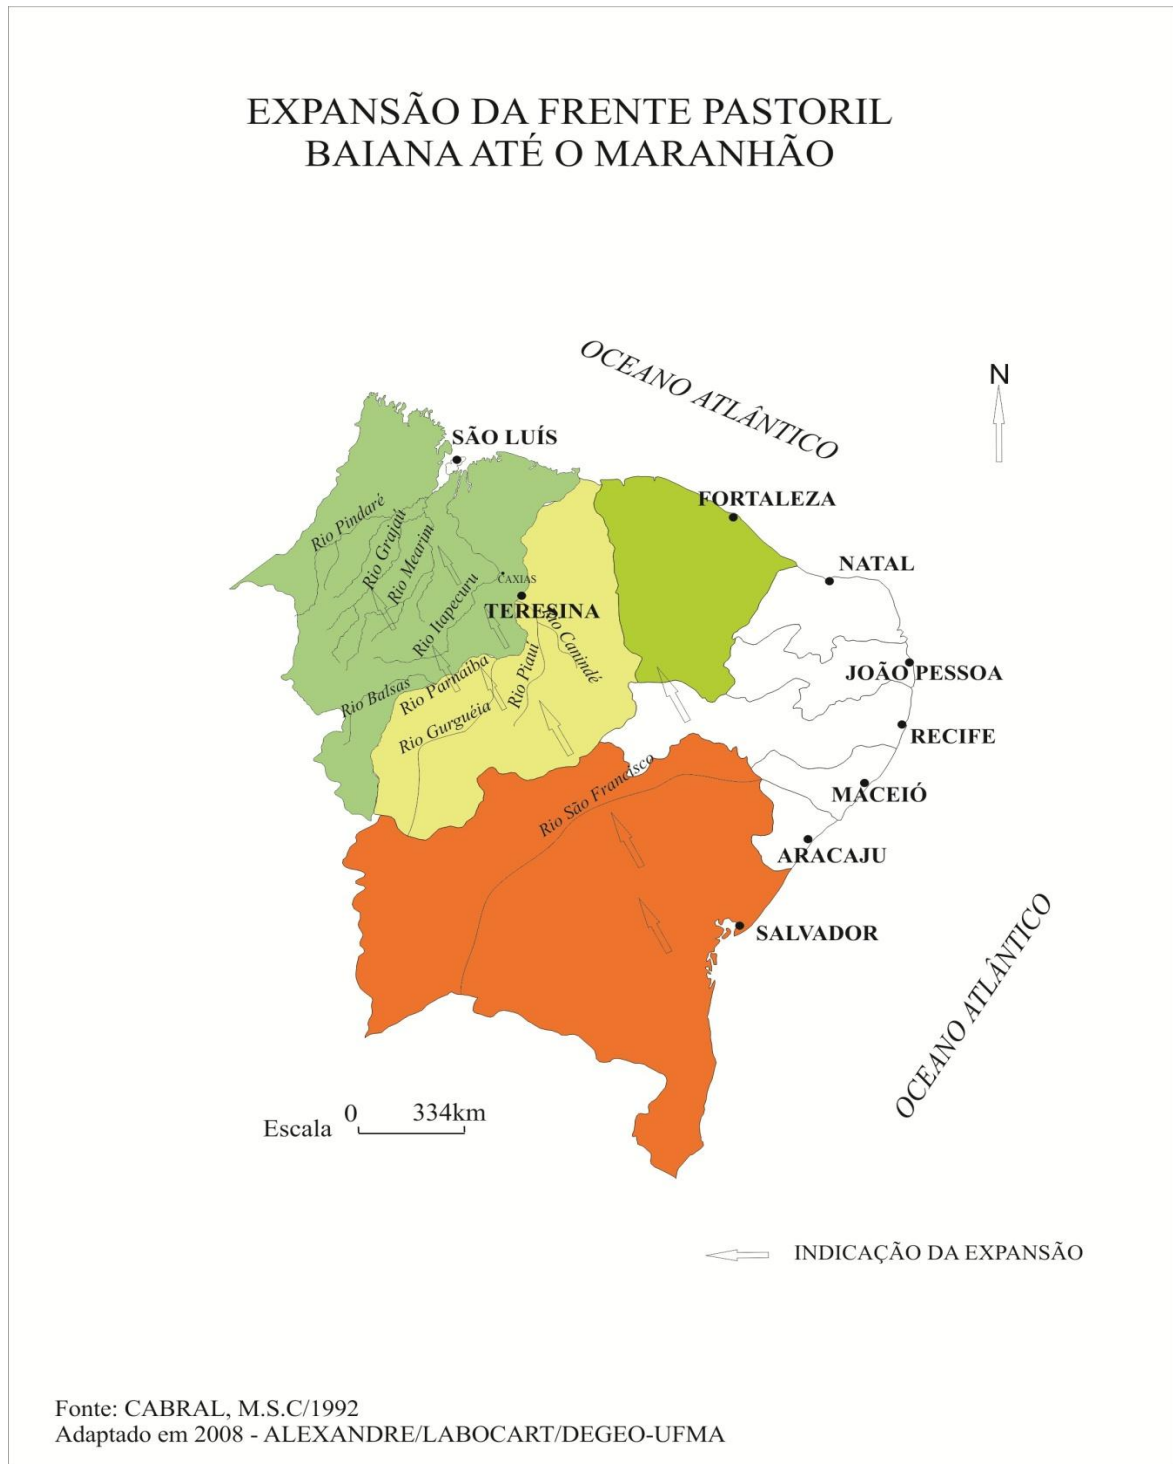 EXPANSÃO DA FRENTE PASTORIL
BAIANA ATÉ O MARANHÃO
OCEANO ATLÂNTICO
N
SÃO LUÍS
FORTALEZA
Rio Pindaré
Rio Grajaú
Rio Mearim
NATAL
CAXIAS
TERESINA
Rio Itapecuru
Rio Canindé
JOÃO PESSOA
Rio Balsas
Rio Parnaiba
Rio Piauí
Rio Gurguéia
RECIFE
Rio São Francisco
MACEIÓ
ARACAJU
SALVADOR
OCEANO ATLÂNTICO
Escala 0 334km
INDICAÇÃO DA EXPANSÃO
Fonte: CABRAL, M.S.C/1992
Adaptado em 2008 - ALEXANDRE/LABOCART/DEGEO-UFMA